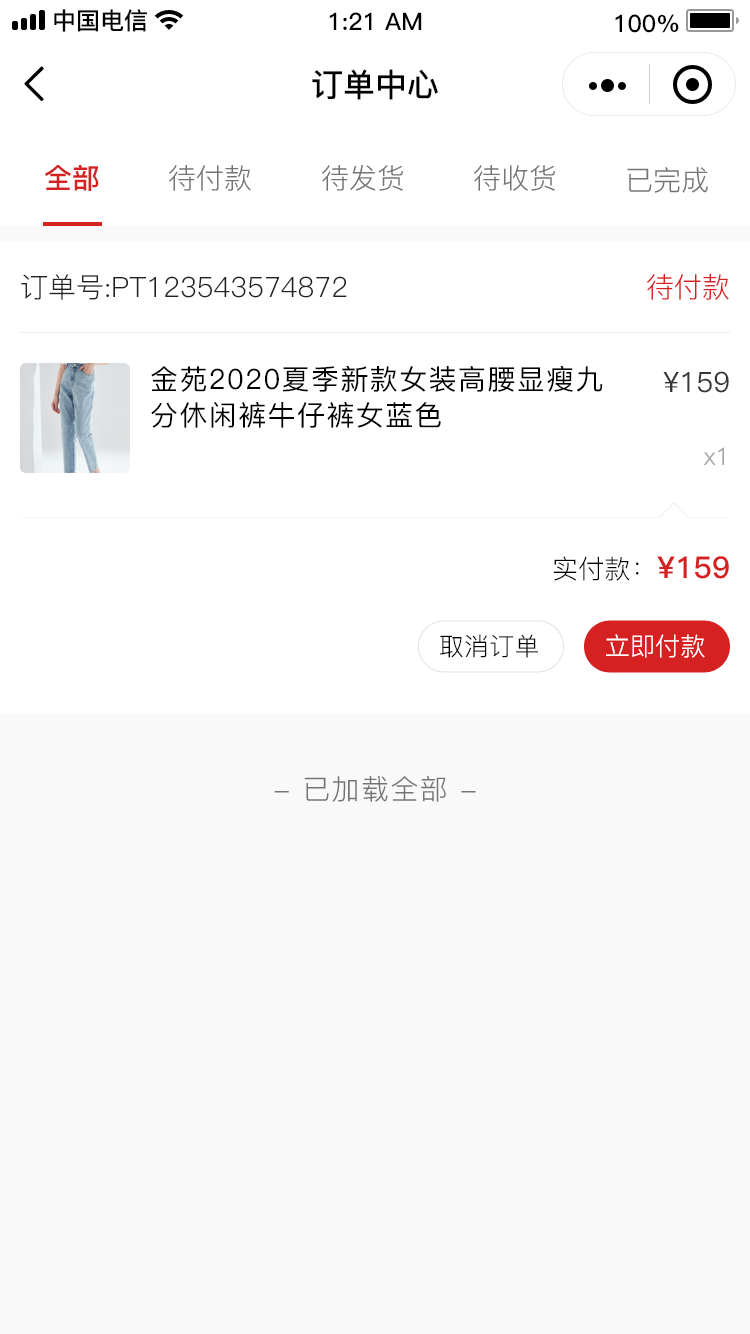 中国电信 1:21 AM 100%
订单中心
全部 待付款 待发货 待收货 已完成
订单号:PT123543574872 待付款
金苑2020夏季新款女装高腰显瘦九 ¥159
分休闲裤牛仔裤女蓝色
x1
实付款: ¥159
取消订单 立即付款
– 已加载全部 –